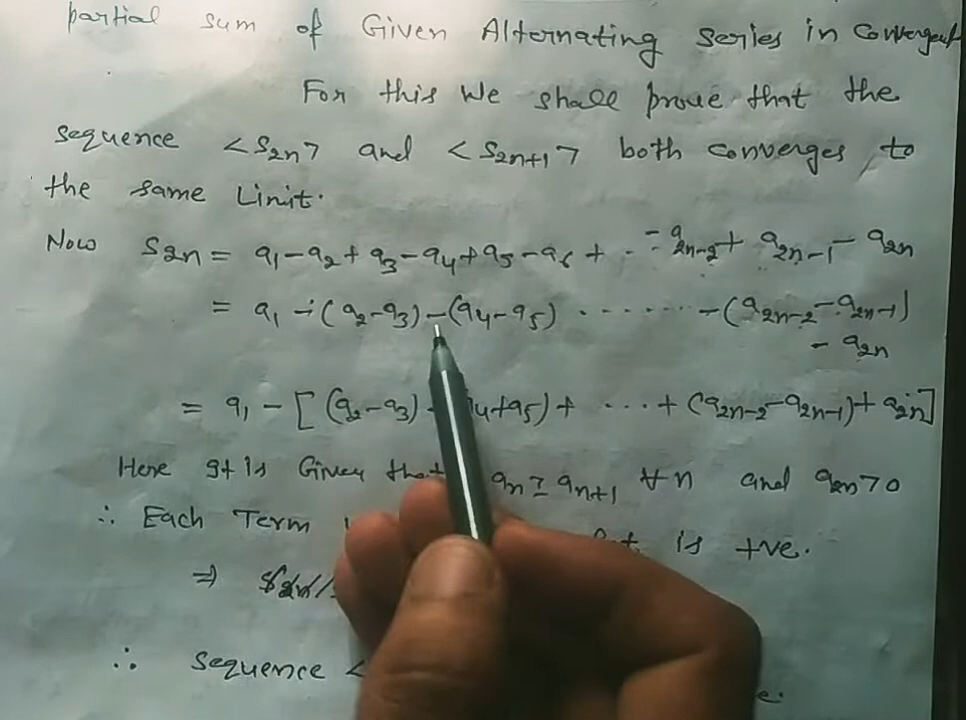 partial sum of Given Alternating series in Convergent
For this We shall prove that the
sequence <S2n> and <S2n+1> both converges to
the same Limit.
Now S2n = a1-a2+a3-a4+a5-a6+ . - -a2n-2+ a2n-1 - a2n
= a1 -(a2-a3)-(a4-a5) . . . . . . -(a2n-2-a2n-1)
- a2n
= a1 - [(a2-a3) a4+a5)+ ...+ (a2n-2-a2n-1)+a2n]
Here It is Given that an ≥ an+1 ∀n and a2n>0
∴ Each Term is +ve.
⇒
∴ sequence <